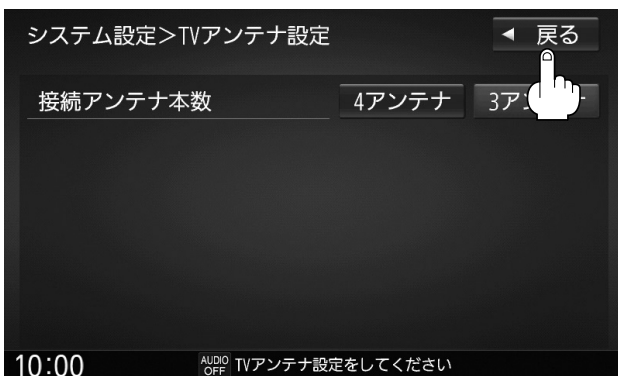 システム設定>TVアンテナ設定
◀ 戻る
接続アンテナ本数
4アンテナ
3ア
10:00
AUDIO OFF TVアンテナ設定をしてください